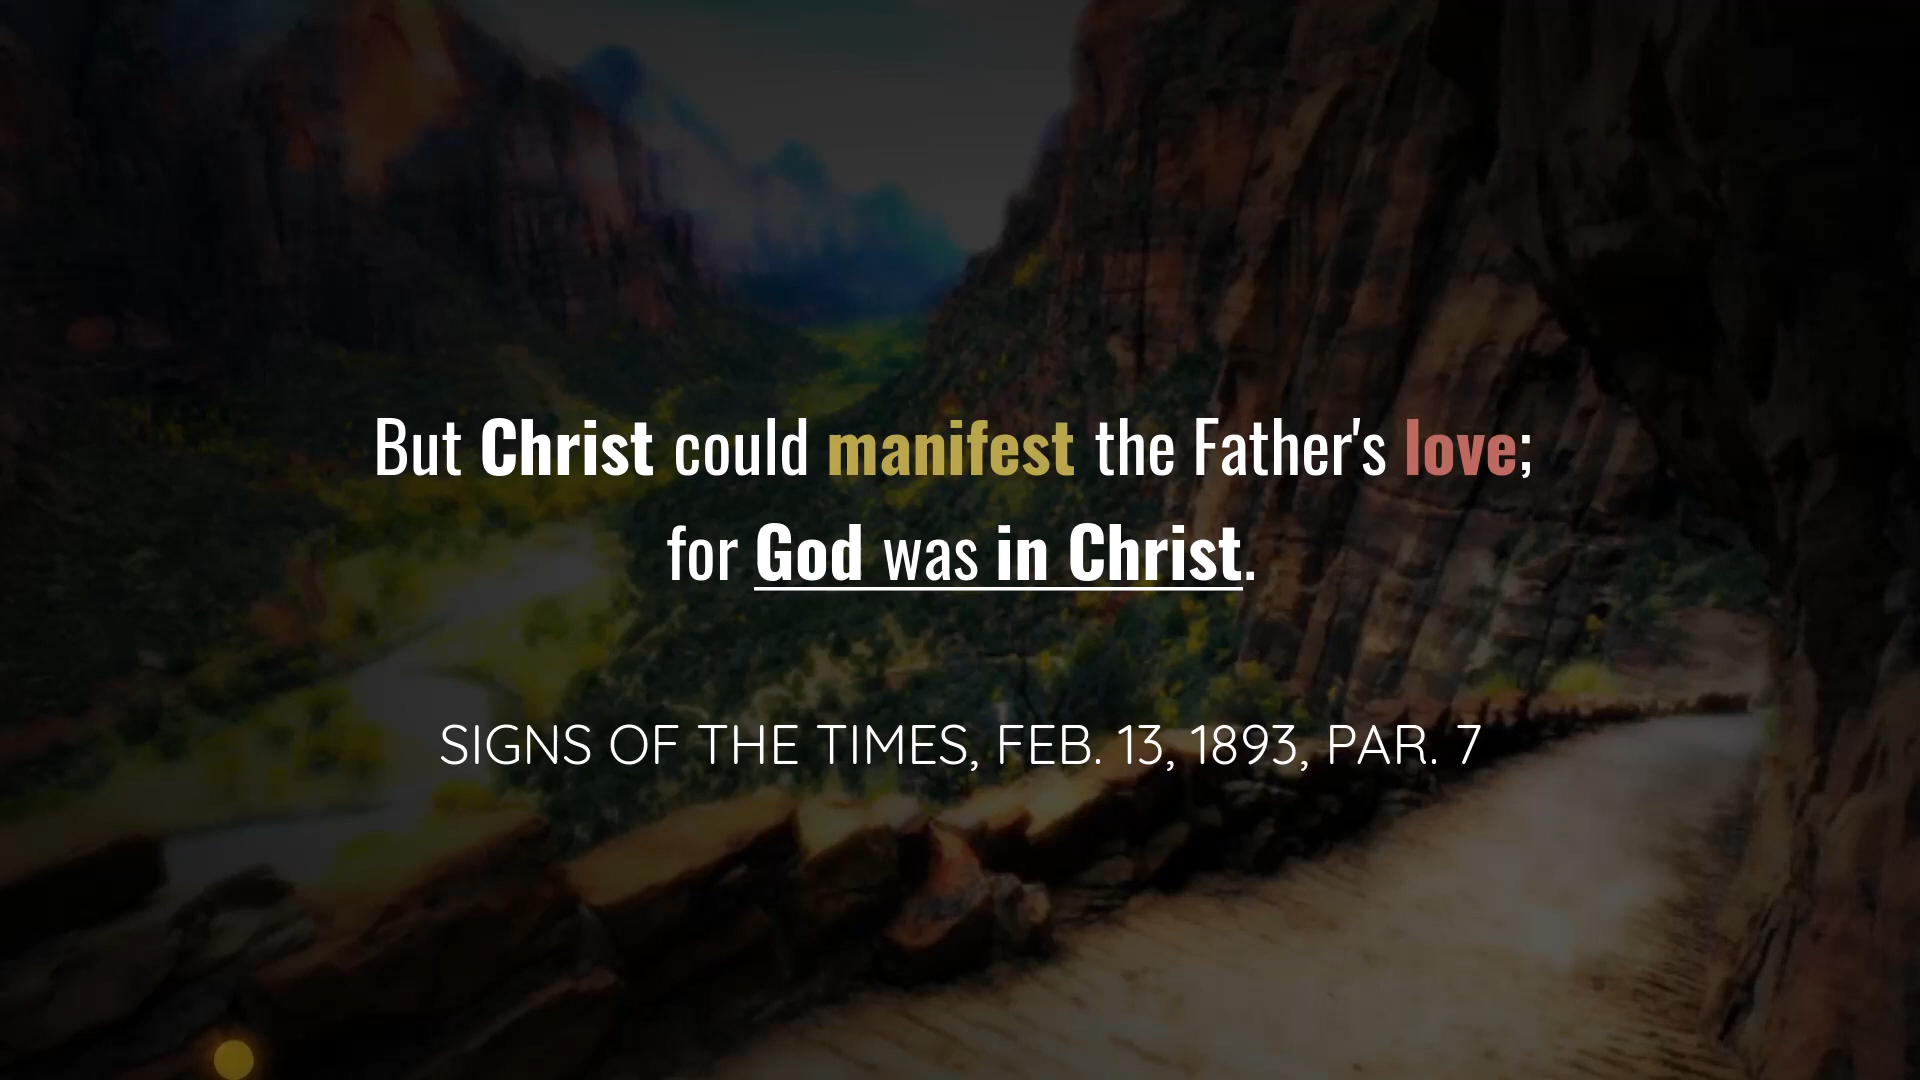 But Christ could manifest the Father's love;
for God was in Christ.
SIGNS OF THE TIMES, FEB. 13, 1893, PAR. 7